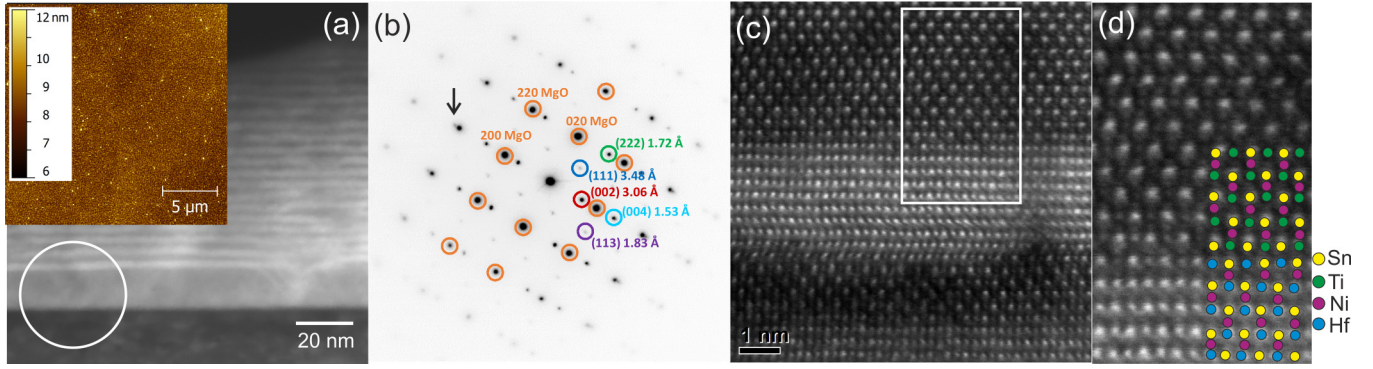 12 nm
10
9
8
7
6
5 µm
(a)
20 nm
(b)
220 MgO
020 MgO
200 MgO
(222) 1.72 Å
(111) 3.48 Å
(002) 3.06 Å
(004) 1.53 Å
(113) 1.83 Å
(c)
1 nm
(d)
Sn
Ti
Ni
Hf